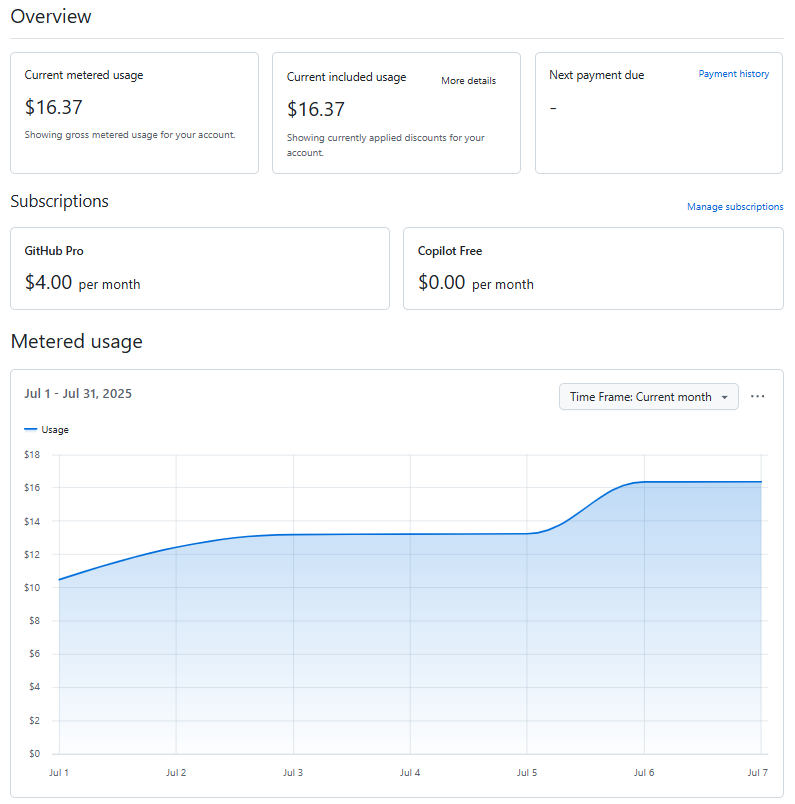 Overview
Current metered usage
$16.37
Showing gross metered usage for your account.
Current included usage More details
$16.37
Showing currently applied discounts for your
account.
Next payment due Payment history
-
Subscriptions Manage subscriptions
GitHub Pro
$4.00 per month
Copilot Free
$0.00 per month
Metered usage
Jul 1 - Jul 31, 2025
Time Frame: Current month
Usage
$18
$16
$14
$12
$10
$8
$6
$4
$2
$0
Jul 1 Jul 2 Jul 3 Jul 4 Jul 5 Jul 6 Jul 7